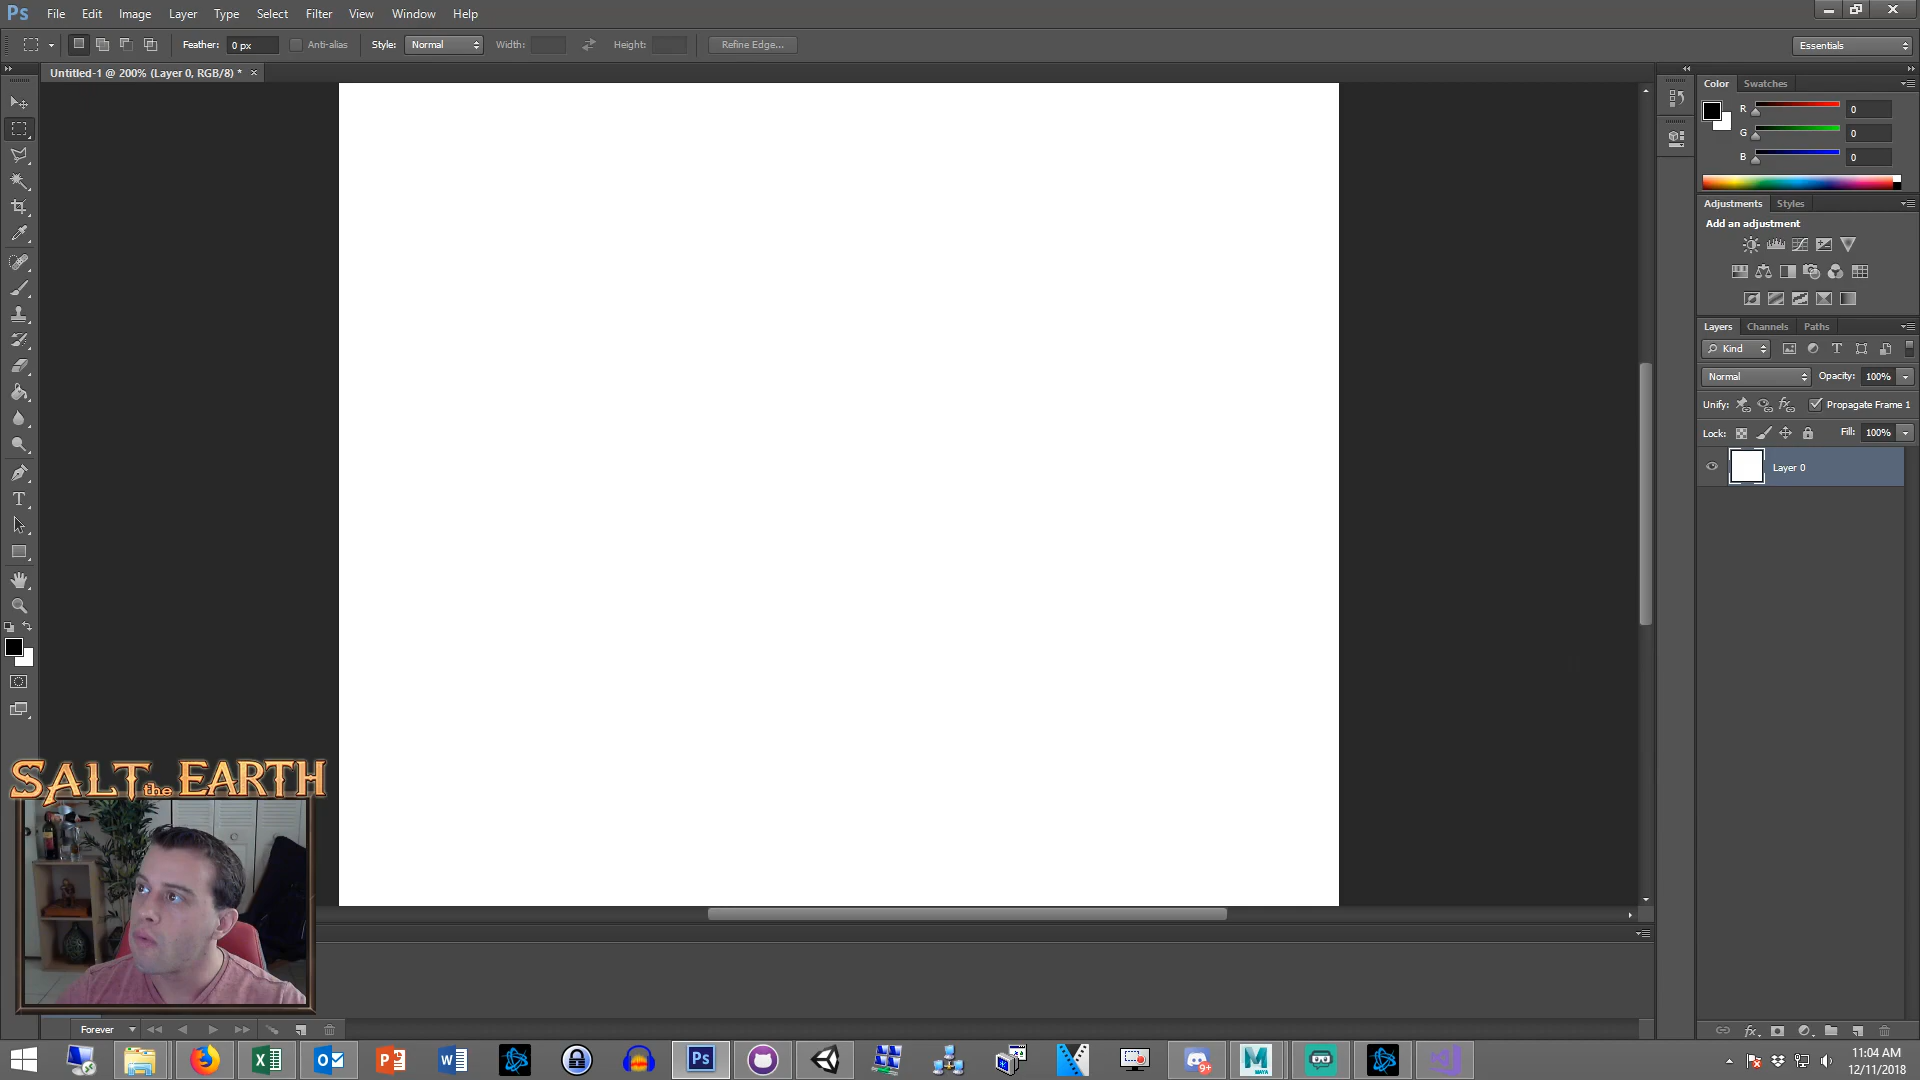 Ps File Edit Image Layer Type Select Filter View Window Help
Feather: 0 px Anti-alias Style: Normal Width: Height: Refine Edge... Essentials
Untitled-1 @ 200% (Layer 0, RGB/8) * ×
Color Swatches
R 0
G 0
B 0
Adjustments Styles
Add an adjustment
Layers Channels Paths
Kind
Normal Opacity: 100%
Unify: Propagate Frame 1
Lock: Fill: 100%
Layer 0
SALT the EARTH
Forever
11:04 AM
12/11/2018